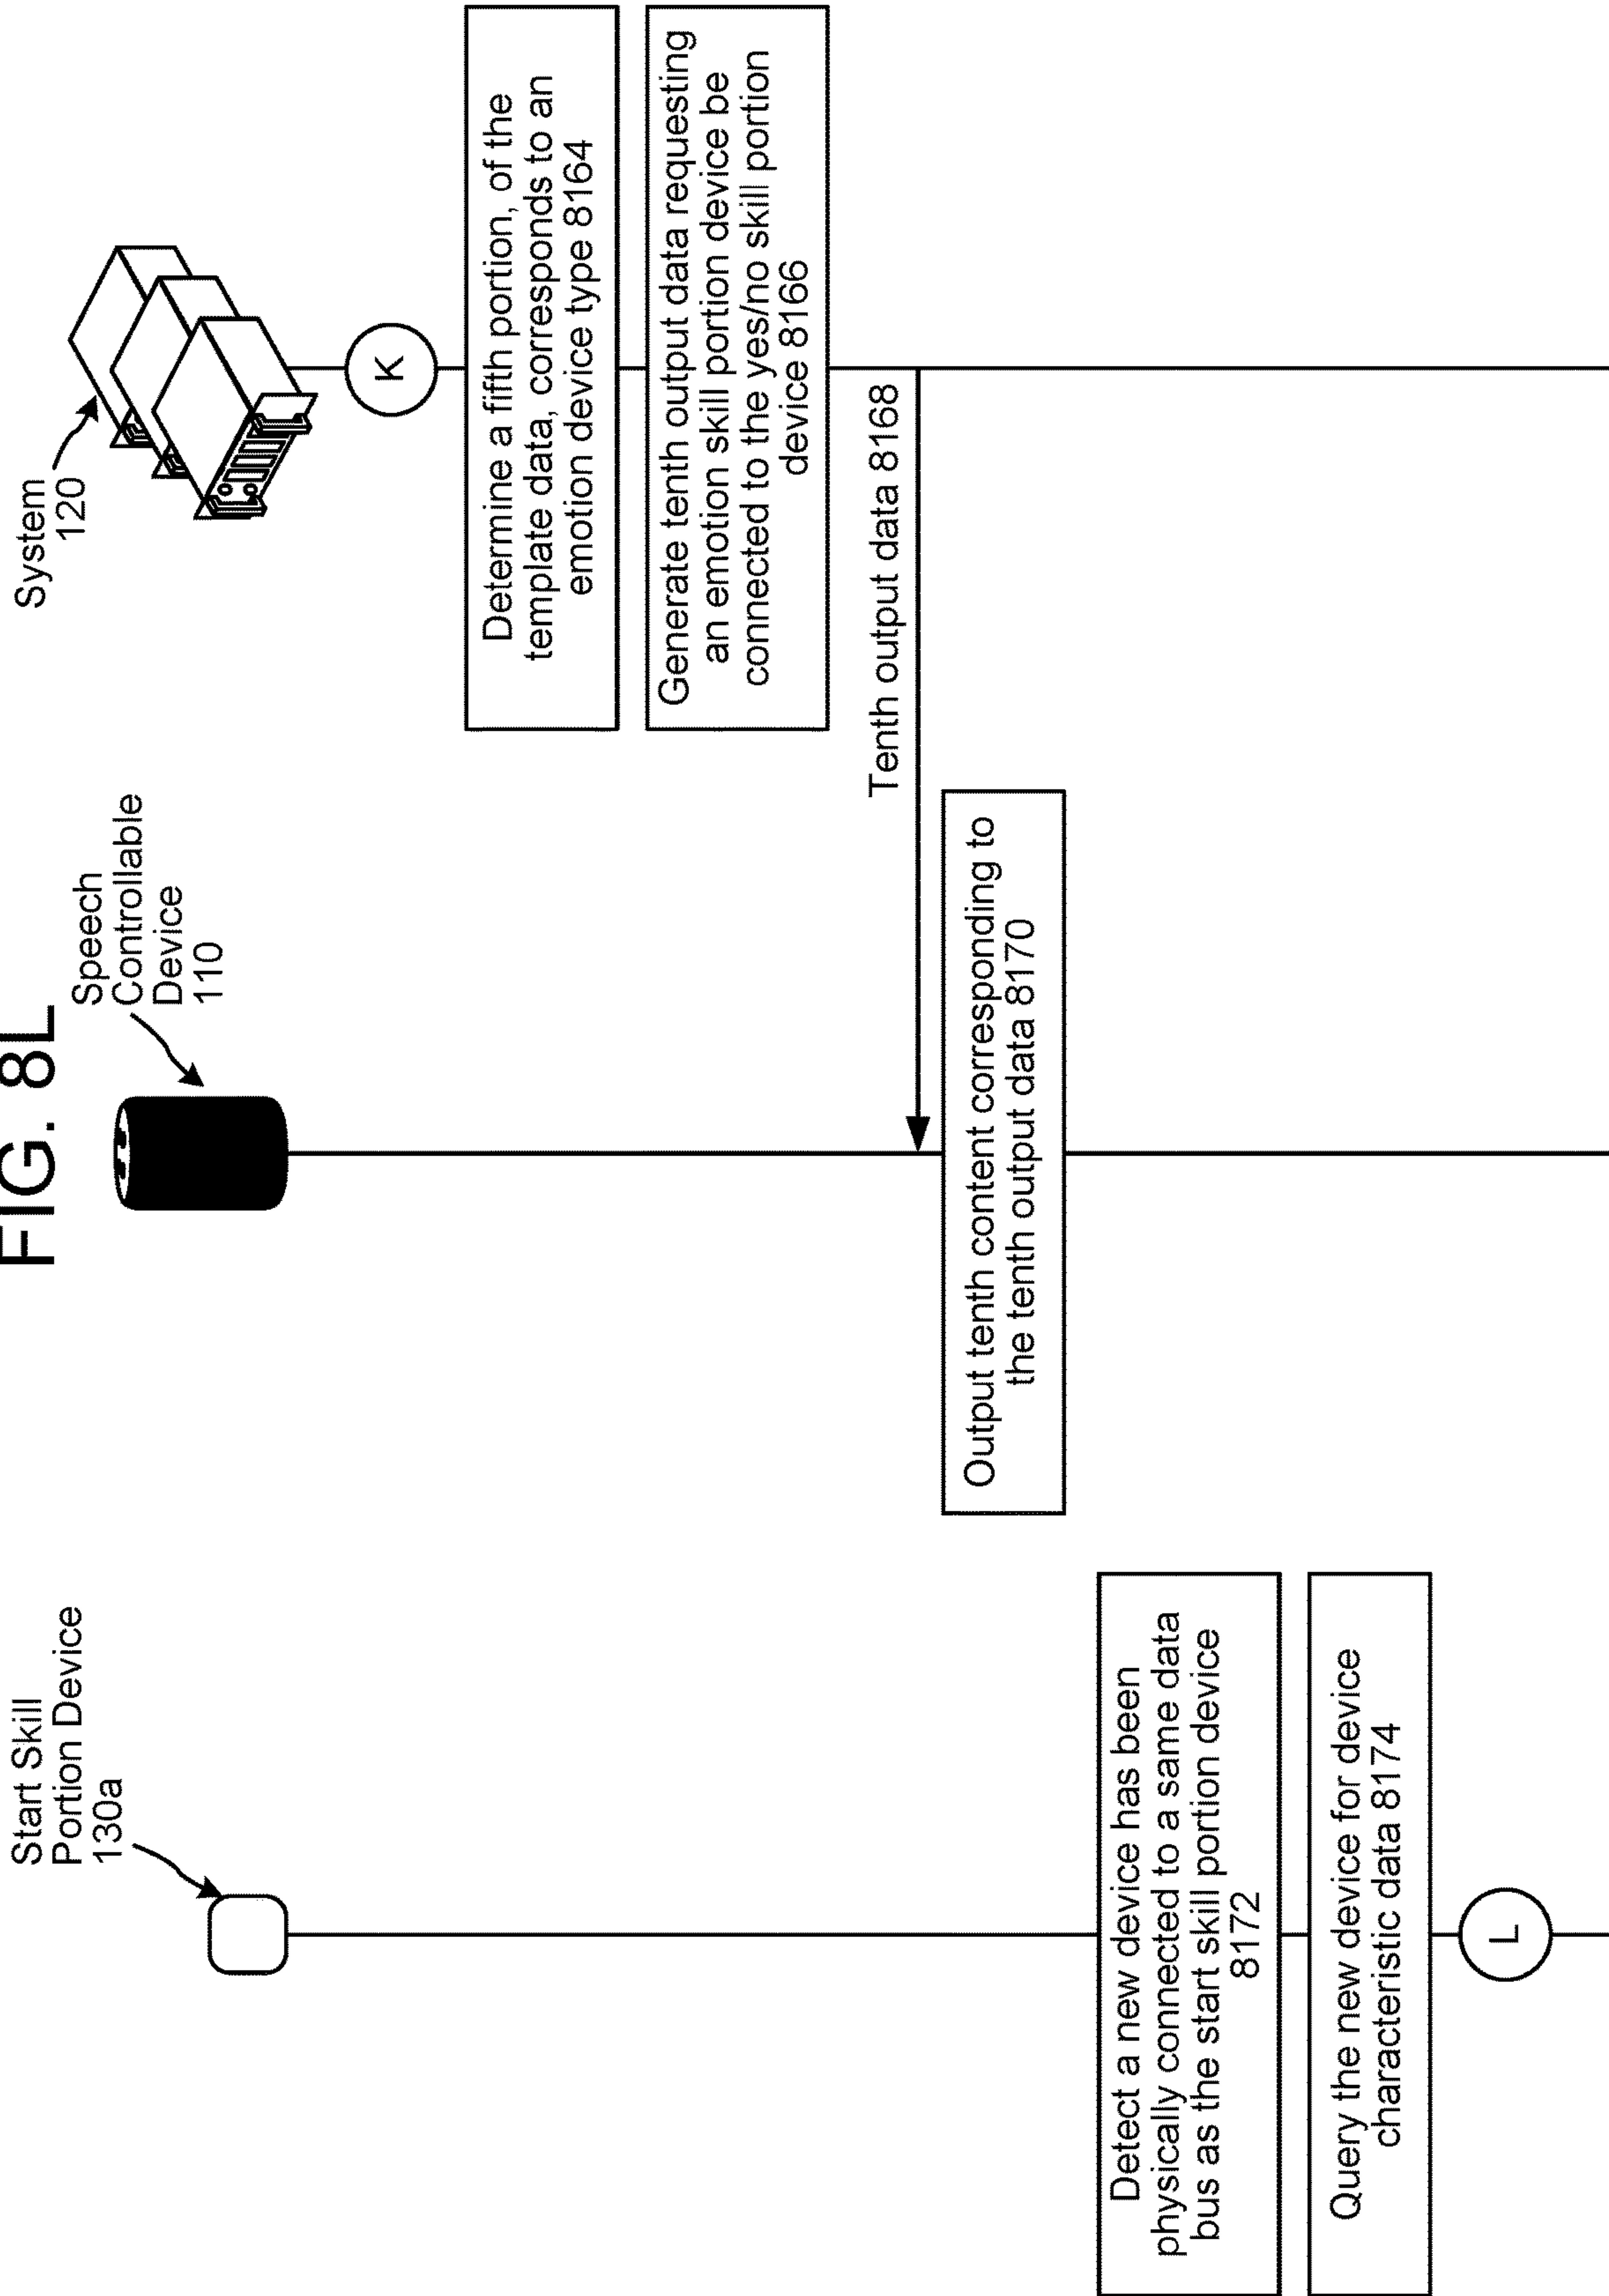 FIG. 8L
Start Skill
Portion Device
130a
Speech
Controllable
Device
110
System
120
K
Determine a fifth portion, of the
template data, corresponds to an
emotion device type 8164
Generate tenth output data requesting
an emotion skill portion device be
connected to the yes/no skill portion
device 8166
Tenth output data 8168
Output tenth content corresponding to
the tenth output data 8170
Detect a new device has been
physically connected to a same data
bus as the start skill portion device
8172
Query the new device for device
characteristic data 8174
L